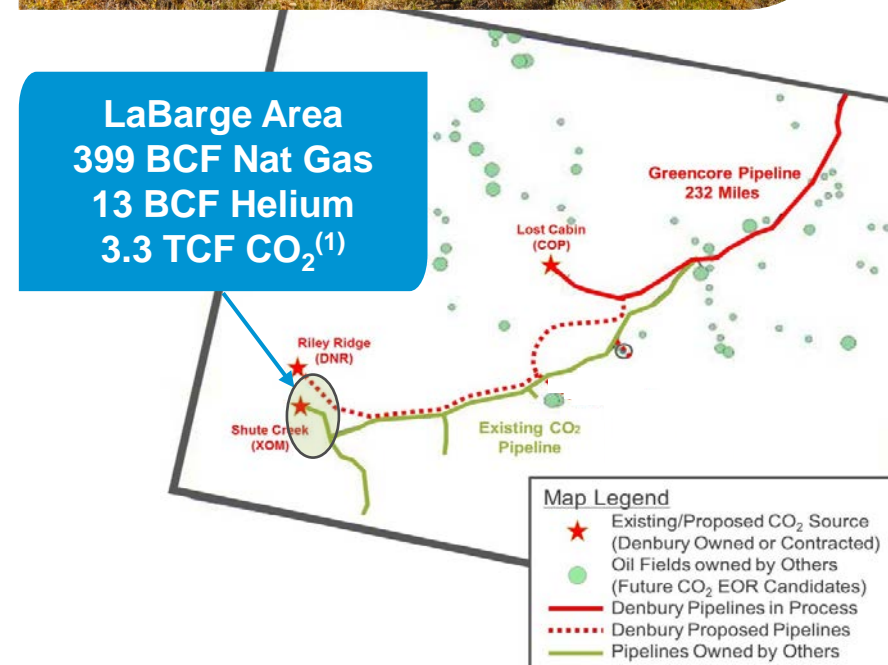 LaBarge Area
399 BCF Nat Gas
13 BCF Helium
3.3 TCF CO₂⁽¹⁾
Greencore Pipeline
232 Miles
Lost Cabin
(COP)
Riley Ridge
(DNR)
Shute Creek
(XOM)
Existing CO₂
Pipeline
Map Legend
Existing/Proposed CO₂ Source
(Denbury Owned or Contracted)
Oil Fields owned by Others
(Future CO₂ EOR Candidates)
Denbury Pipelines in Process
Denbury Proposed Pipelines
Pipelines Owned by Others